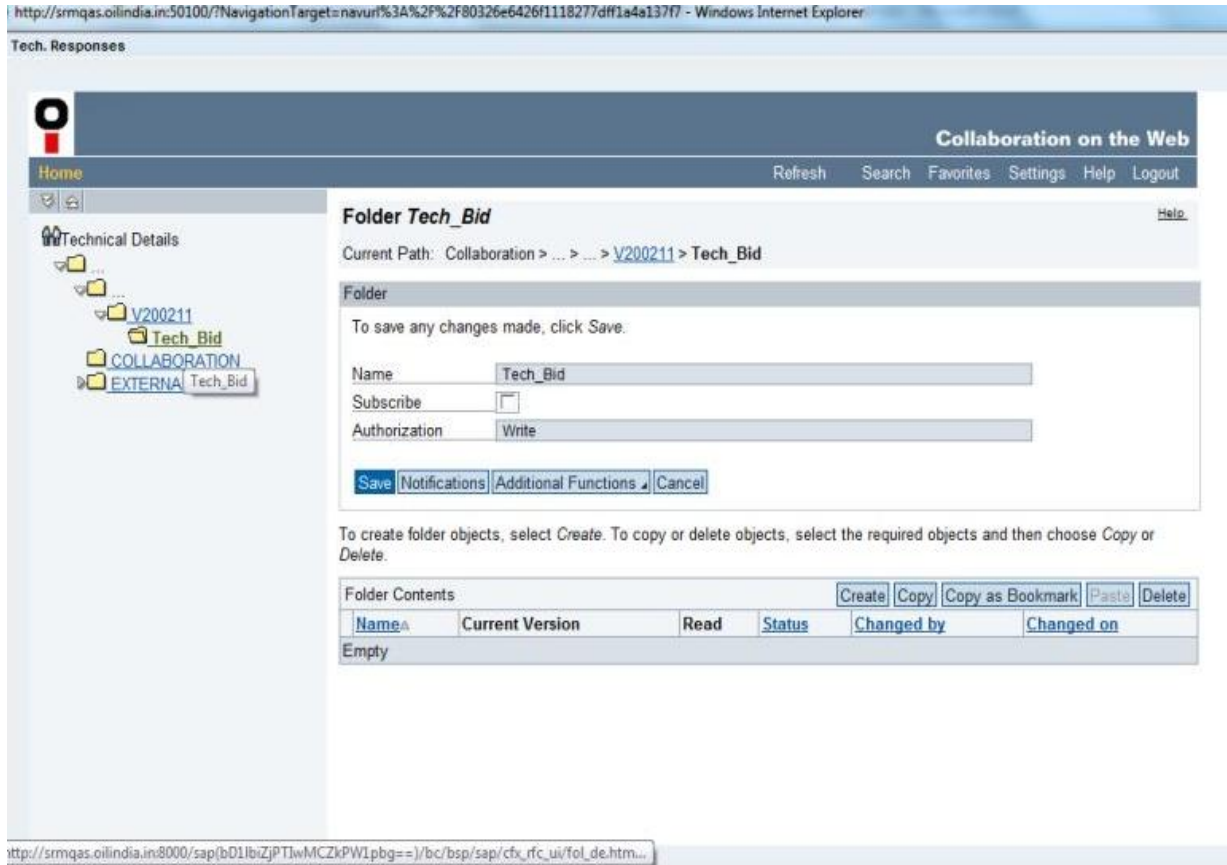 http://srmqas.oilindia.in:50100/?NavigationTarget=navurl%3A%2F%2F80326e6426f1118277dff1a4a137f7 - Windows Internet Explorer
Tech. Responses
Collaboration on the Web
Home Refresh Search Favorites Settings Help Logout
Technical Details
...
...
V200211
Tech_Bid
COLLABORATION
EXTERNA Tech_Bid
Folder Tech_Bid Help
Current Path: Collaboration > ... > ... > V200211 > Tech_Bid
Folder
To save any changes made, click Save.
Name Tech_Bid
Subscribe
Authorization Write
Save Notifications Additional Functions Cancel
To create folder objects, select Create. To copy or delete objects, select the required objects and then choose Copy or
Delete.
Folder Contents Create Copy Copy as Bookmark Paste Delete
Name Current Version Read Status Changed by Changed on
Empty
http://srmqas.oilindia.in:8000/sap(bD1lbiZjPTIwMCZkPW1pbg==)/bc/bsp/sap/cfx_rfc_ui/fol_de.htm...